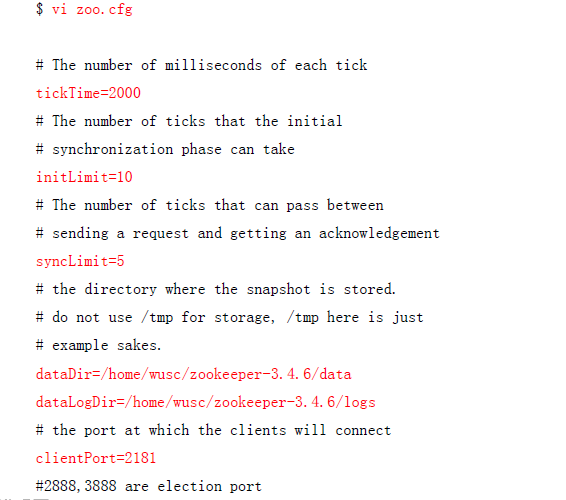 $ vi zoo.cfg
# The number of milliseconds of each tick
tickTime=2000
# The number of ticks that the initial
# synchronization phase can take
initLimit=10
# The number of ticks that can pass between
# sending a request and getting an acknowledgement
syncLimit=5
# the directory where the snapshot is stored.
# do not use /tmp for storage, /tmp here is just
# example sakes.
dataDir=/home/wusc/zookeeper-3.4.6/data
dataLogDir=/home/wusc/zookeeper-3.4.6/logs
# the port at which the clients will connect
clientPort=2181
#2888,3888 are election port